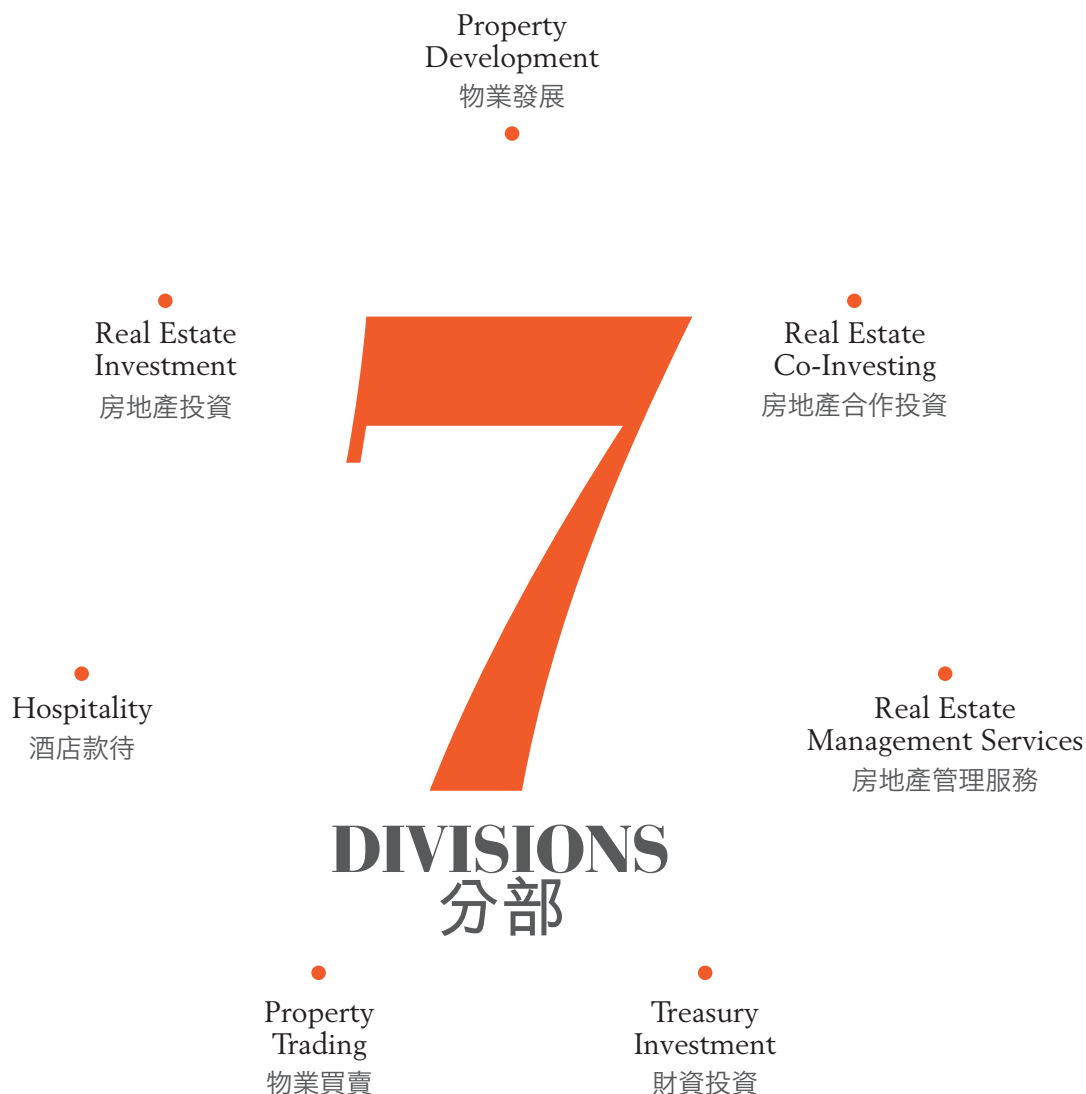 Property
Development
物業發展
Real Estate
Investment
房地產投資
Real Estate
Co-Investing
房地產合作投資
7
Hospitality
酒店款待
Real Estate
Management Services
房地產管理服務
DIVISIONS
分部
Property
Trading
物業買賣
Treasury
Investment
財資投資